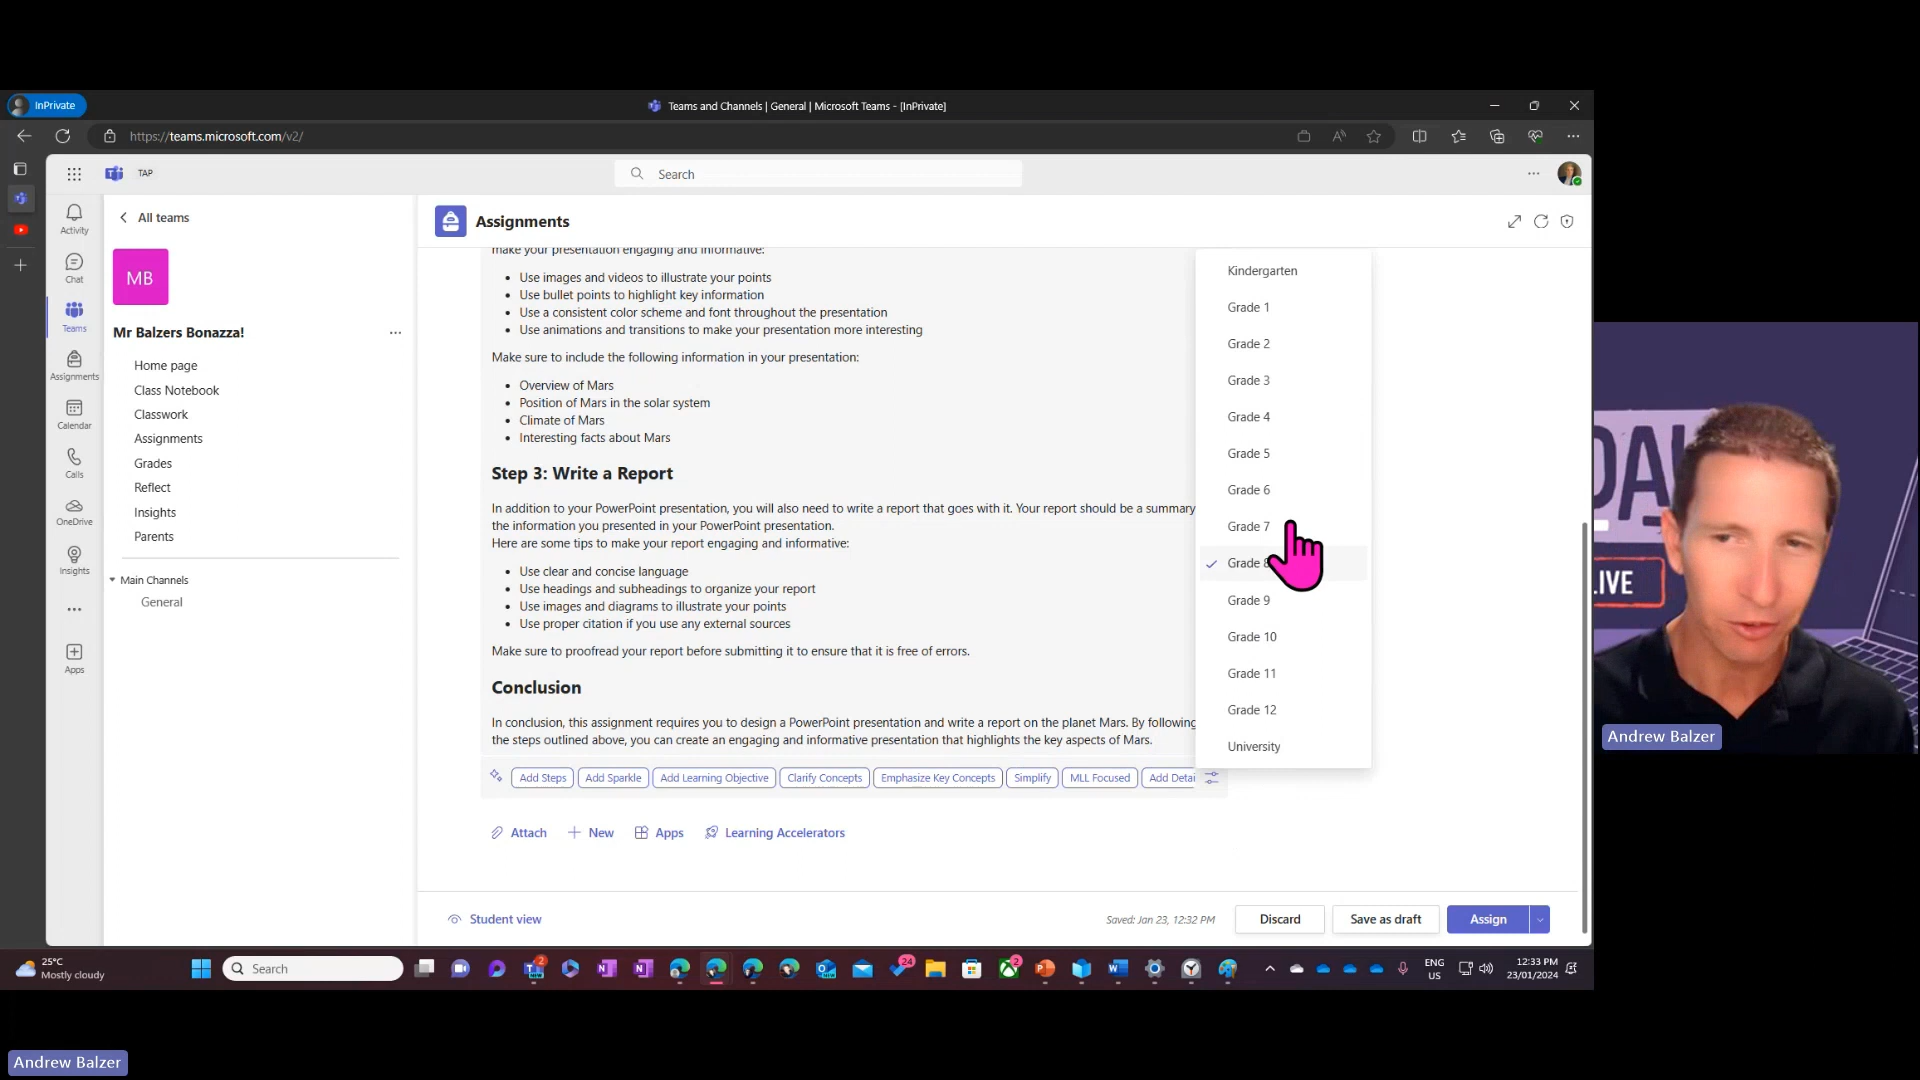 InPrivate
Teams and Channels | General | Microsoft Teams - [InPrivate]
https://teams.microsoft.com/v2/
TAP
Search
Activity
Chat
Teams
Assignments
Calendar
Calls
OneDrive
Insights
Apps
All teams
MB
Mr Balzers Bonazza!
Home page
Class Notebook
Classwork
Assignments
Grades
Reflect
Insights
Parents
Main Channels
General
Assignments
make your presentation engaging and informative:
Use images and videos to illustrate your points
Use bullet points to highlight key information
Use a consistent color scheme and font throughout the presentation
Use animations and transitions to make your presentation more interesting
Make sure to include the following information in your presentation:
Overview of Mars
Position of Mars in the solar system
Climate of Mars
Interesting facts about Mars
Step 3: Write a Report
In addition to your PowerPoint presentation, you will also need to write a report that goes with it. Your report should be a summary
the information you presented in your PowerPoint presentation.
Here are some tips to make your report engaging and informative:
Use clear and concise language
Use headings and subheadings to organize your report
Use images and diagrams to illustrate your points
Use proper citation if you use any external sources
Make sure to proofread your report before submitting it to ensure that it is free of errors.
Conclusion
In conclusion, this assignment requires you to design a PowerPoint presentation and write a report on the planet Mars. By following
the steps outlined above, you can create an engaging and informative presentation that highlights the key aspects of Mars.
Add Steps
Add Sparkle
Add Learning Objective
Clarify Concepts
Emphasize Key Concepts
Simplify
MLL Focused
Add Detai
Kindergarten
Grade 1
Grade 2
Grade 3
Grade 4
Grade 5
Grade 6
Grade 7
Grade 8
Grade 9
Grade 10
Grade 11
Grade 12
University
Attach
New
Apps
Learning Accelerators
Student view
Saved: Jan 23, 12:32 PM
Discard
Save as draft
Assign
25°C
Mostly cloudy
Search
2
24
2
ENG
US
12:33 PM
23/01/2024
LIVE
Andrew Balzer
Andrew Balzer